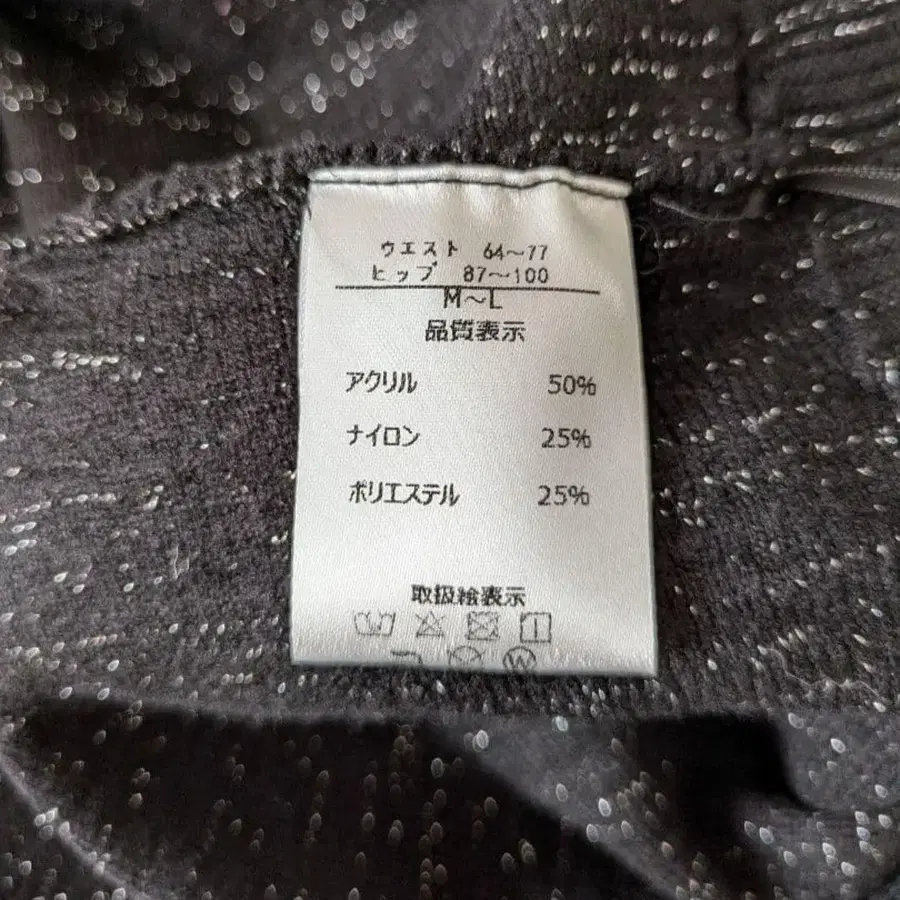 ウエスト 64～77
ヒップ 87～100
M～L
品質表示
アクリル 50%
ナイロン 25%
ポリエステル 25%
取扱絵表示
W